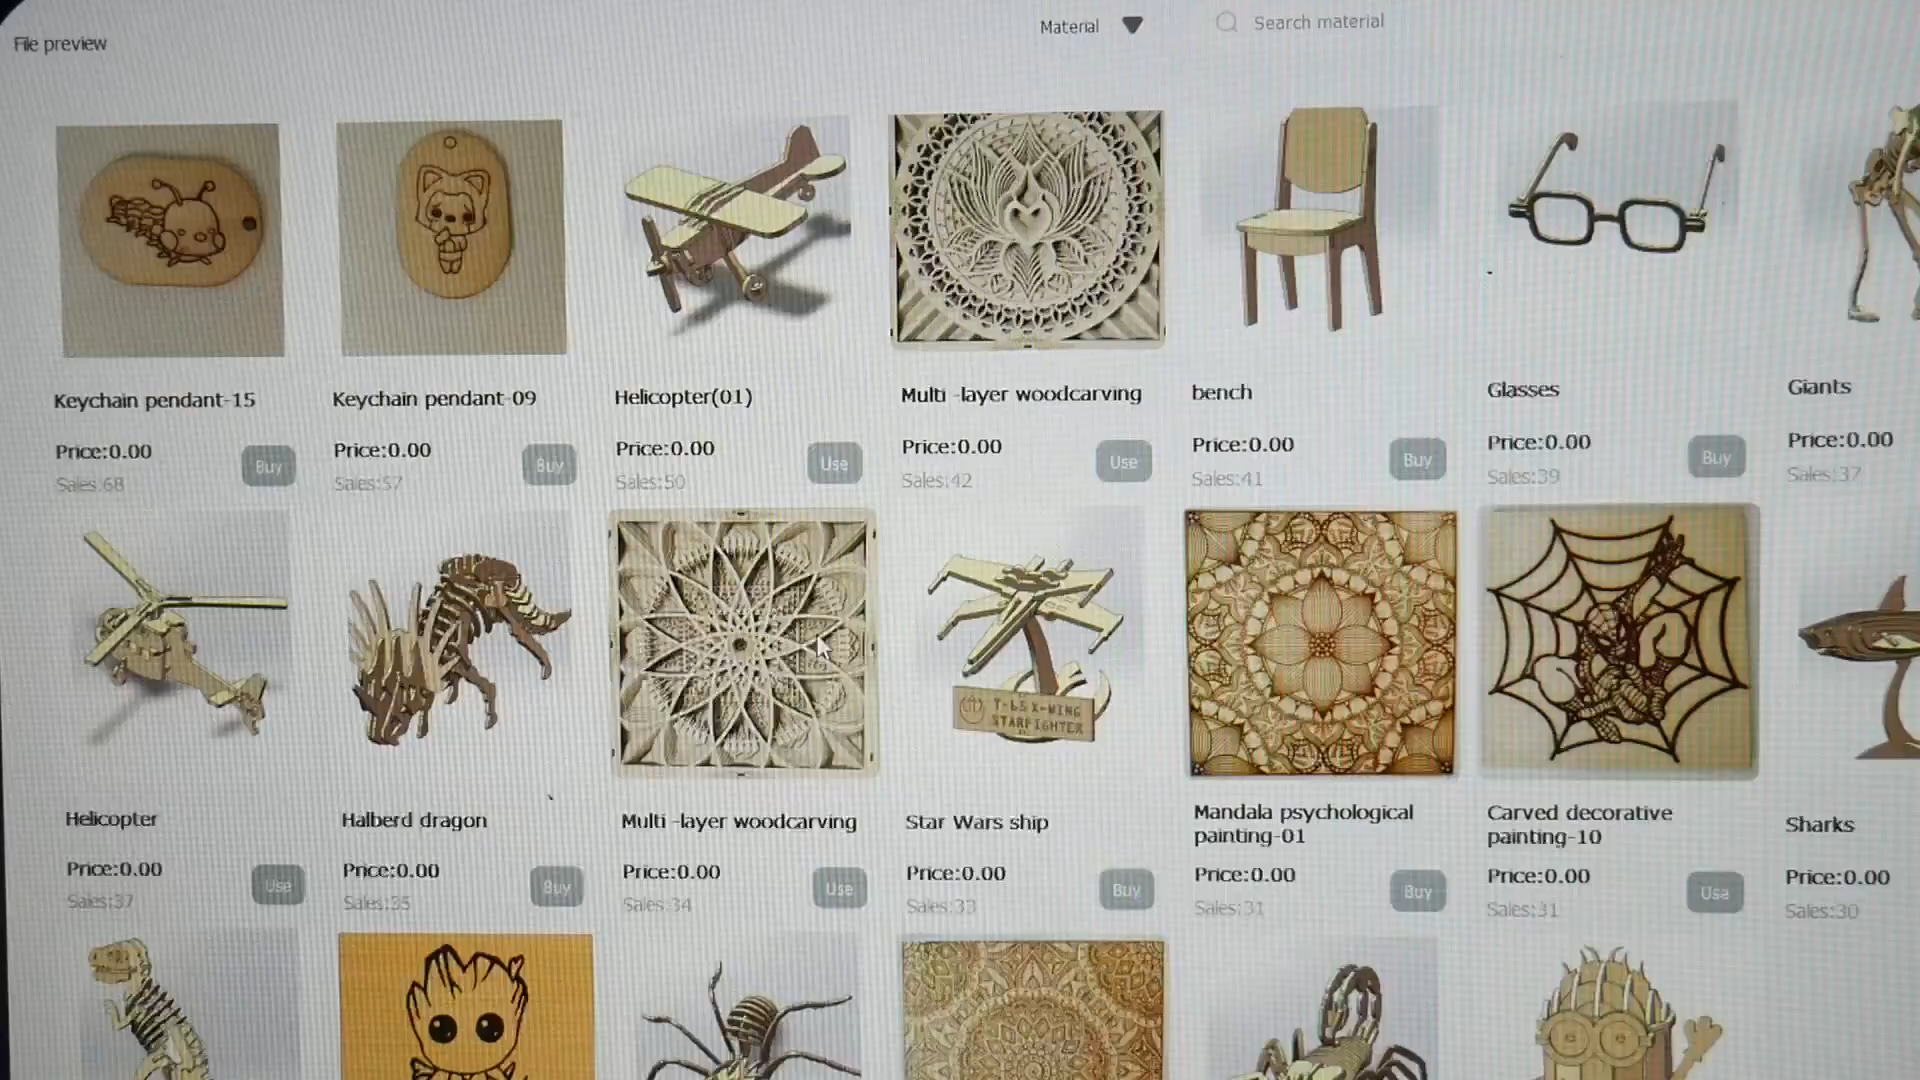 File preview
Material
Search material
Keychain pendant-15
Price:0.00
Buy
Sales:68
Keychain pendant-09
Price:0.00
Buy
Sales:57
Helicopter(01)
Price:0.00
Use
Sales:50
Multi -layer woodcarving
Price:0.00
Use
Sales:42
bench
Price:0.00
Buy
Sales:41
Glasses
Price:0.00
Buy
Sales:39
Giants
Price:0.00
Sales:37
T-65 X-WING
STARFIGHTER
Helicopter
Price:0.00
Use
Sales:37
Halberd dragon
Price:0.00
Buy
Sales:35
Multi -layer woodcarving
Price:0.00
Use
Sales:34
Star Wars ship
Price:0.00
Buy
Sales:33
Mandala psychological
painting-01
Price:0.00
Buy
Sales:31
Carved decorative
painting-10
Price:0.00
Use
Sales:31
Sharks
Price:0.00
Sales:30